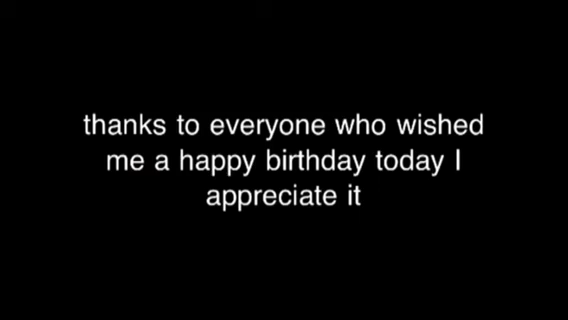 thanks to everyone who wished
me a happy birthday today I
appreciate it